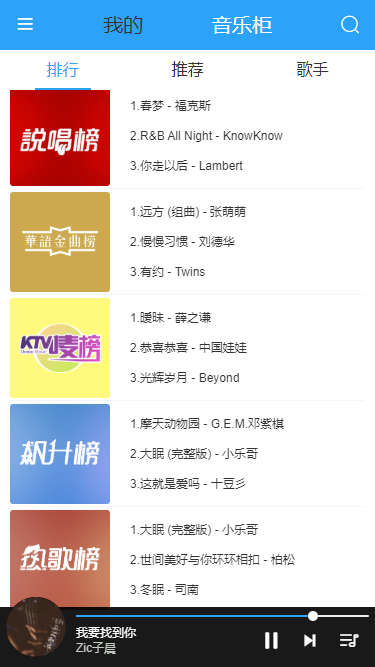 我的
音乐柜
排行
推荐
歌手
說唱榜
1.春梦 - 福克斯
2.R&B All Night - KnowKnow
3.你走以后 - Lambert
華語金曲榜
1.远方 (组曲) - 张萌萌
2.慢慢习惯 - 刘德华
3.有约 - Twins
KTV嘜榜
1.暧昧 - 薛之谦
2.恭喜恭喜 - 中国娃娃
3.光辉岁月 - Beyond
飙升榜
1.摩天动物园 - G.E.M.邓紫棋
2.大眠 (完整版) - 小乐哥
3.这就是爱吗 - 十豆彡
热歌榜
1.大眠 (完整版) - 小乐哥
2.世间美好与你环环相扣 - 柏松
3.冬眠 - 司南
我要找到你
Zic子晨